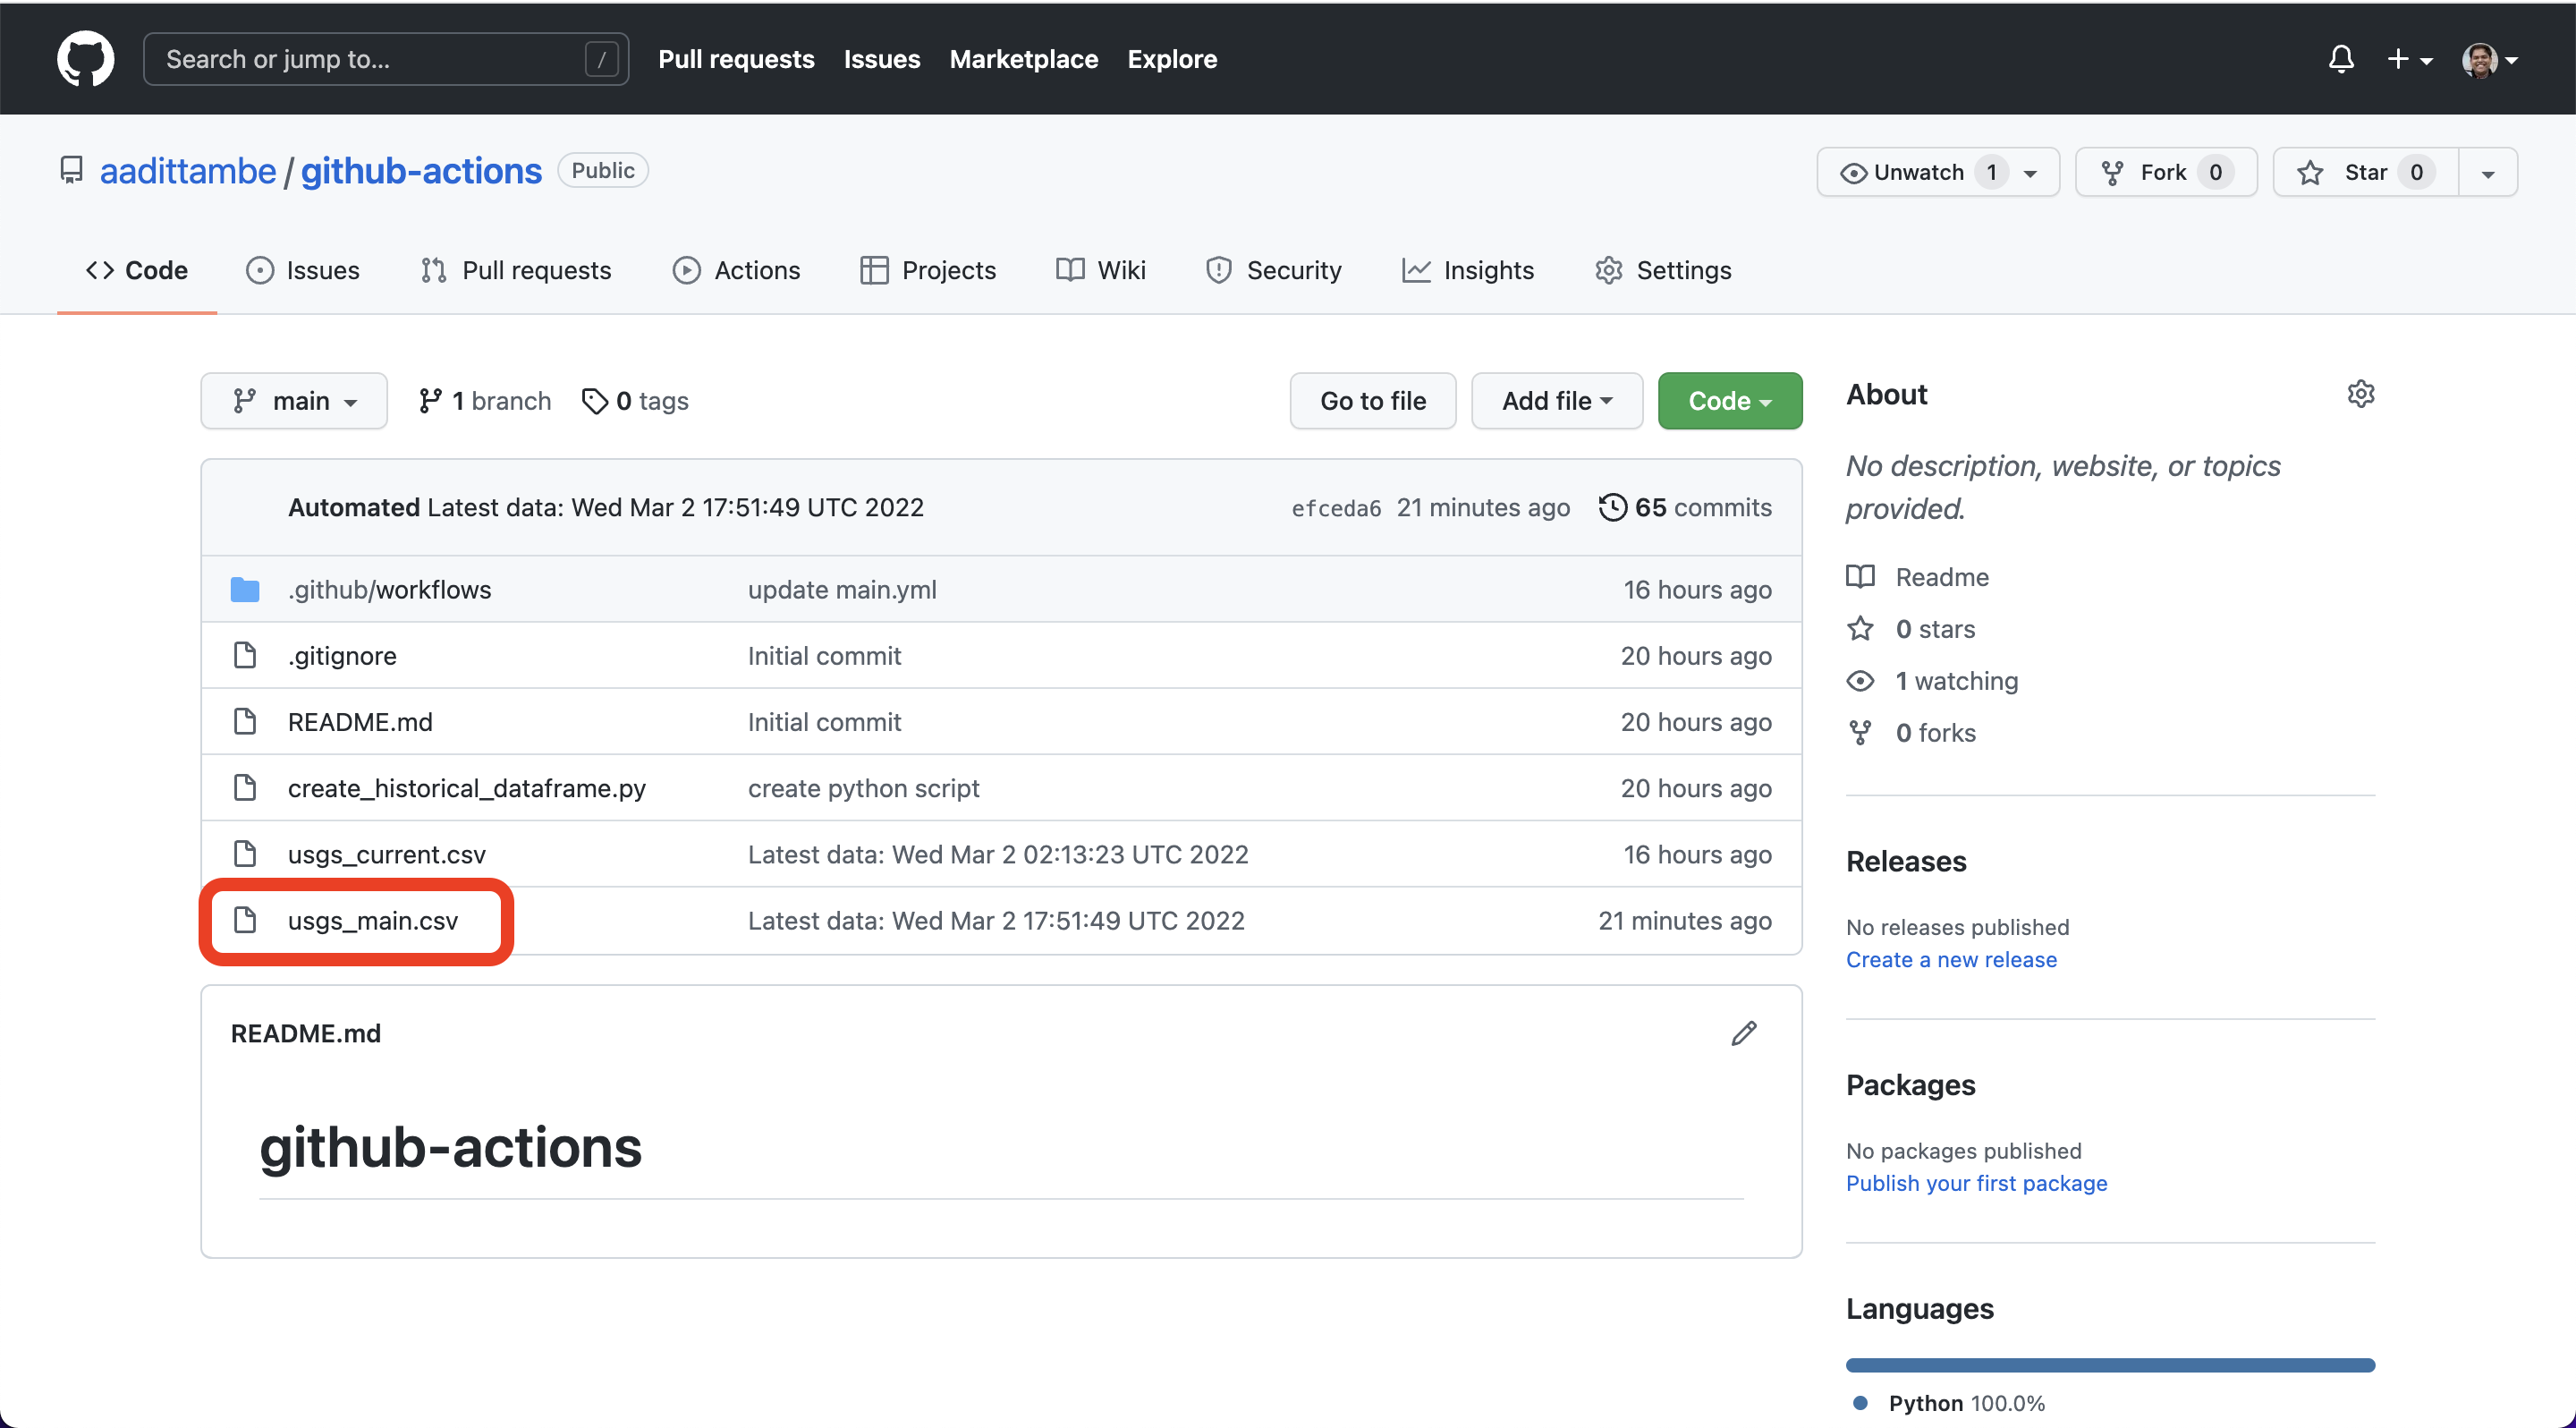 Search or jump to... / Pull requests Issues Marketplace Explore
aadittambe / github-actions Public Unwatch 1 Fork 0 Star 0
Code Issues Pull requests Actions Projects Wiki Security Insights Settings
main 1 branch 0 tags Go to file Add file Code
Automated Latest data: Wed Mar 2 17:51:49 UTC 2022 efceda6 21 minutes ago 65 commits
.github/workflows update main.yml 16 hours ago
.gitignore Initial commit 20 hours ago
README.md Initial commit 20 hours ago
create_historical_dataframe.py create python script 20 hours ago
usgs_current.csv Latest data: Wed Mar 2 02:13:23 UTC 2022 16 hours ago
usgs_main.csv Latest data: Wed Mar 2 17:51:49 UTC 2022 21 minutes ago
README.md
github-actions
About
No description, website, or topics
provided.
Readme
0 stars
1 watching
0 forks
Releases
No releases published
Create a new release
Packages
No packages published
Publish your first package
Languages
Python 100.0%